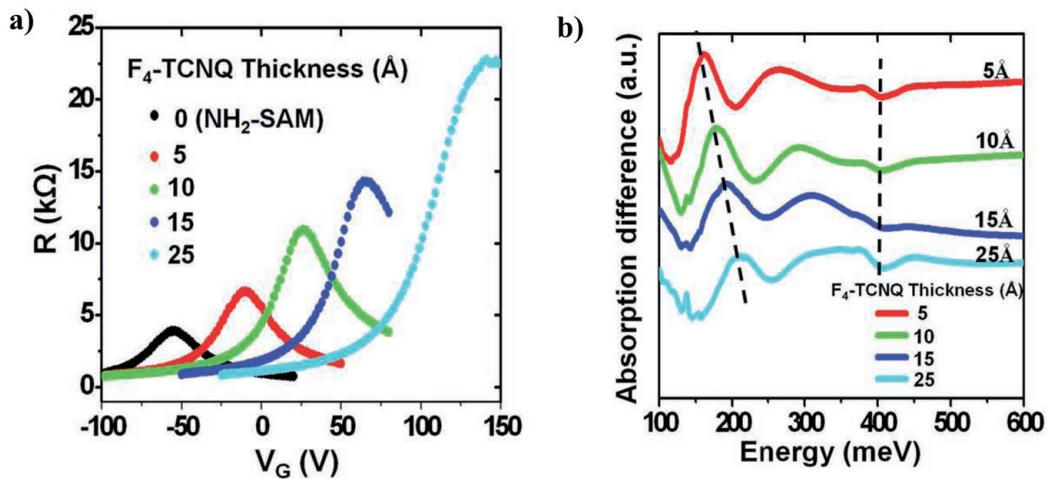 a)
R (kΩ)
25
20
15
10
5
0
F4-TCNQ Thickness (Å)
0 (NH2-SAM)
5
10
15
25
-100 -50 0 50 100 150
VG (V)
b)
Absorption difference (a.u.)
5Å
10Å
15Å
25Å
F4-TCNQ Thickness (Å)
5
10
15
25
100 200 300 400 500 600
Energy (meV)